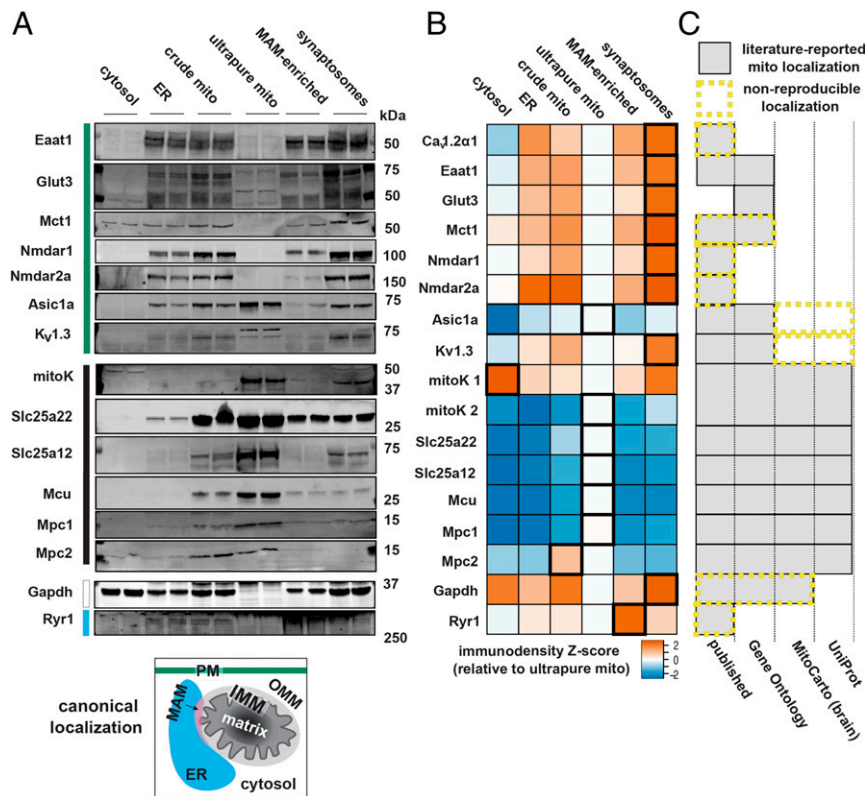 A
cytosol
ER
crude mito
ultrapure mito
MAM-enriched
synaptosomes
kDa
Eaat1
50
Glut3
75
50
Mct1
50
Nmdar1
100
Nmdar2a
150
Asic1a
75
Kv1.3
75
mitoK
50
37
Slc25a22
25
Slc25a12
75
Mcu
25
Mpc1
15
Mpc2
15
Gapdh
37
Ryr1
250
canonical
localization
PM
MAM
IMM
OMM
matrix
ER
cytosol
B
cytosol
ER
crude mito
ultrapure mito
MAM-enriched
synaptosomes
Cav1.2α1
Eaat1
Glut3
Mct1
Nmdar1
Nmdar2a
Asic1a
Kv1.3
mitoK 1
mitoK 2
Slc25a22
Slc25a12
Mcu
Mpc1
Mpc2
Gapdh
Ryr1
immunodensity Z-score
(relative to ultrapure mito)
2
1
0
-2
C
literature-reported
mito localization
non-reproducible
localization
published
Gene Ontology
MitoCarto (brain)
UniProt